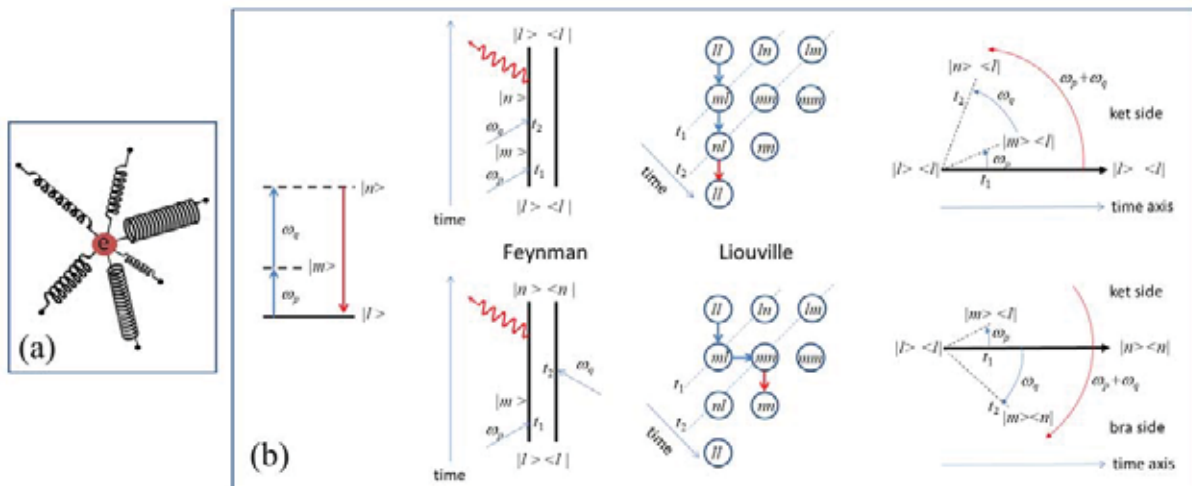 e
(a)
(b)
|n>
ω_q
|m>
ω_p
|l>
time
|l> <l|
|n>
ω_q
t_2
|m>
ω_p
t_1
|l> <l|
ll
ln
lm
ml
mn
mm
t_1
nl
nn
t_2
time
ll
|n> <l|
t_2
ω_q
ω_p+ω_q
ket side
|m> <l|
ω_p
|l> <l|
t_1
|l> <l|
time axis
Feynman
Liouville
time
|n> <n|
t_2
ω_q
|m>
ω_p
t_1
|l> <l|
ll
ln
lm
ml
mn
mm
t_1
nl
nn
t_2
time
ll
ket side
|m> <l|
ω_p
|l> <l|
t_1
|n> <n|
ω_q
ω_p+ω_q
t_2
|m><n|
bra side
time axis